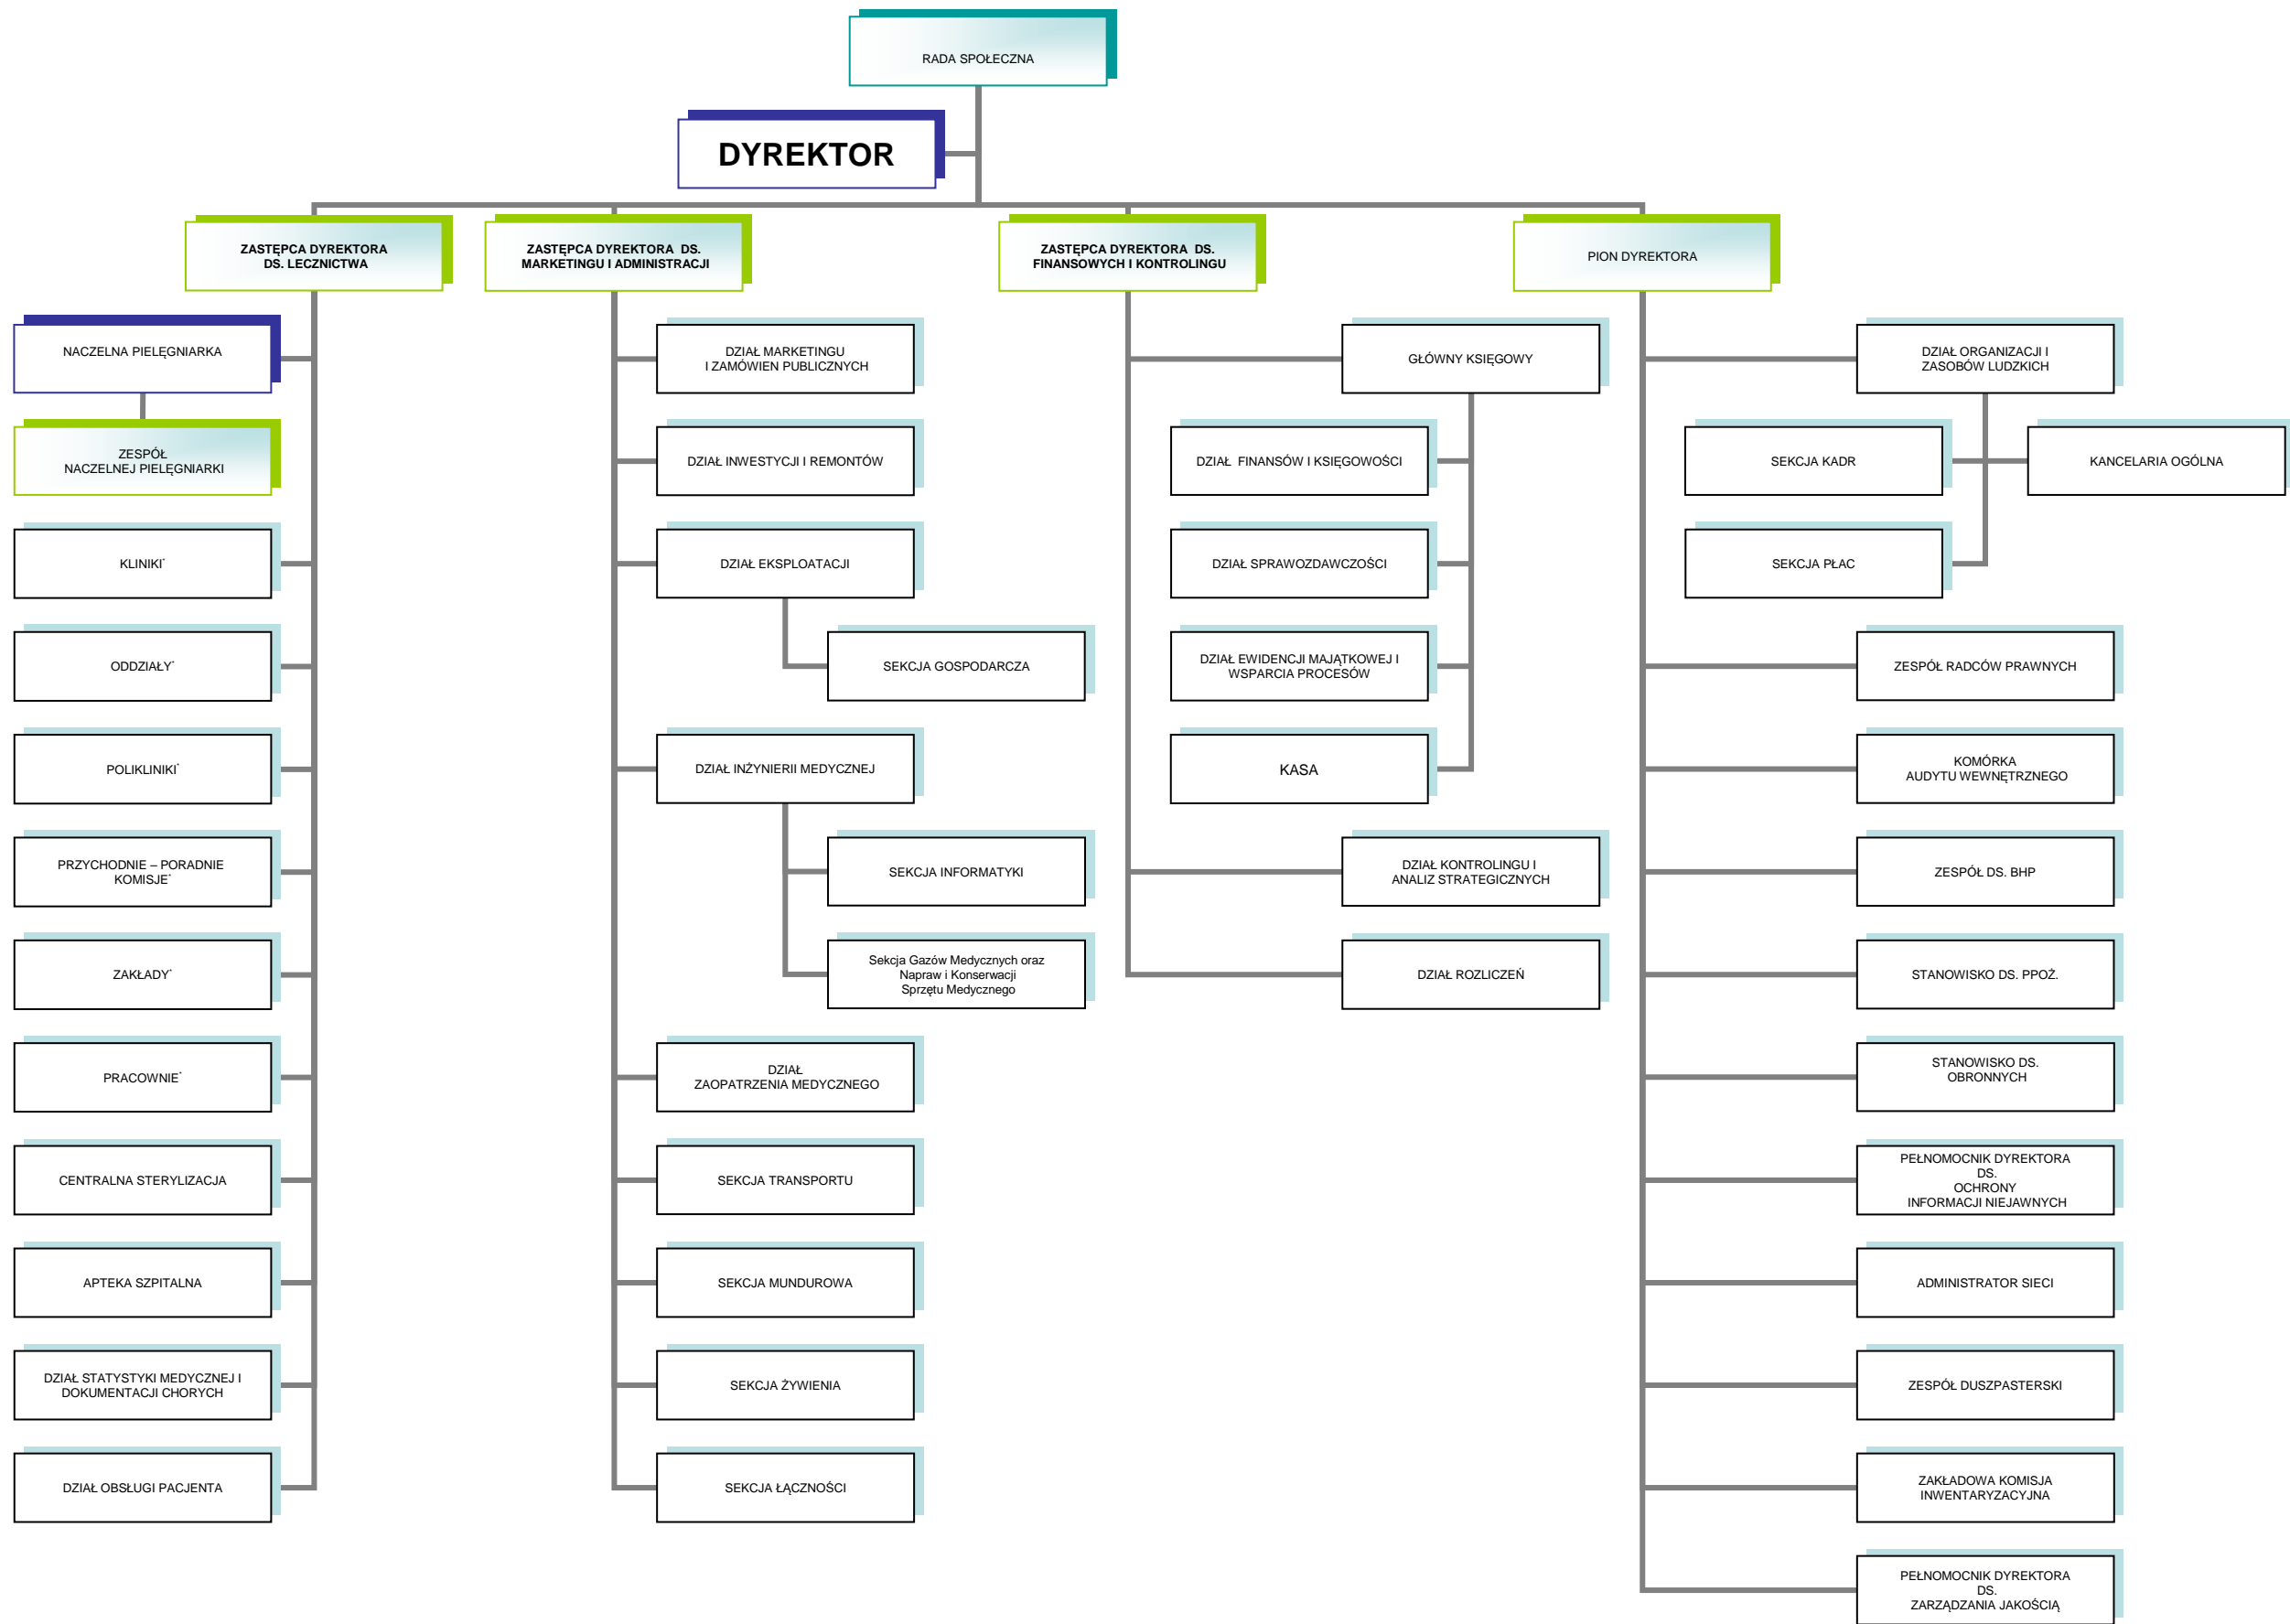 RADA SPOŁECZNA
DYREKTOR
ZASTĘPCA DYREKTORA
DS. LECZNICTWA
ZASTĘPCA DYREKTORA  DS.
MARKETINGU I ADMINISTRACJI
ZASTĘPCA DYREKTORA  DS.
FINANSOWYCH I KONTROLINGU
PION DYREKTORA
NACZELNA PIELĘGNIARKA
ZESPÓŁ
NACZELNEJ PIELĘGNIARKI
KLINIKI*
ODDZIAŁY*
POLIKLINIKI*
PRZYCHODNIE – PORADNIE
KOMISJE*
ZAKŁADY*
PRACOWNIE*
CENTRALNA STERYLIZACJA
APTEKA SZPITALNA
DZIAŁ STATYSTYKI MEDYCZNEJ I
DOKUMENTACJI CHORYCH
DZIAŁ OBSŁUGI PACJENTA
DZIAŁ MARKETINGU
I ZAMÓWIEN PUBLICZNYCH
DZIAŁ INWESTYCJI I REMONTÓW
DZIAŁ EKSPLOATACJI
SEKCJA GOSPODARCZA
DZIAŁ INŻYNIERII MEDYCZNEJ
SEKCJA INFORMATYKI
Sekcja Gazów Medycznych oraz
Napraw i Konserwacji
Sprzętu Medycznego
DZIAŁ
ZAOPATRZENIA MEDYCZNEGO
SEKCJA TRANSPORTU
SEKCJA MUNDUROWA
SEKCJA ŻYWIENIA
SEKCJA ŁĄCZNOŚCI
GŁÓWNY KSIĘGOWY
DZIAŁ  FINANSÓW I KSIĘGOWOŚCI
DZIAŁ SPRAWOZDAWCZOŚCI
DZIAŁ EWIDENCJI MAJĄTKOWEJ I
WSPARCIA PROCESÓW
KASA
DZIAŁ KONTROLINGU I
ANALIZ STRATEGICZNYCH
DZIAŁ ROZLICZEŃ
DZIAŁ ORGANIZACJI I
ZASOBÓW LUDZKICH
SEKCJA KADR
KANCELARIA OGÓLNA
SEKCJA PŁAC
ZESPÓŁ RADCÓW PRAWNYCH
KOMÓRKA
AUDYTU WEWNĘTRZNEGO
ZESPÓŁ DS. BHP
STANOWISKO DS. PPOŻ.
STANOWISKO DS.
OBRONNYCH
PEŁNOMOCNIK DYREKTORA
DS.
OCHRONY
INFORMACJI NIEJAWNYCH
ADMINISTRATOR SIECI
ZESPÓŁ DUSZPASTERSKI
ZAKŁADOWA KOMISJA
INWENTARYZACYJNA
PEŁNOMOCNIK DYREKTORA
DS.
ZARZĄDZANIA JAKOŚCIĄ